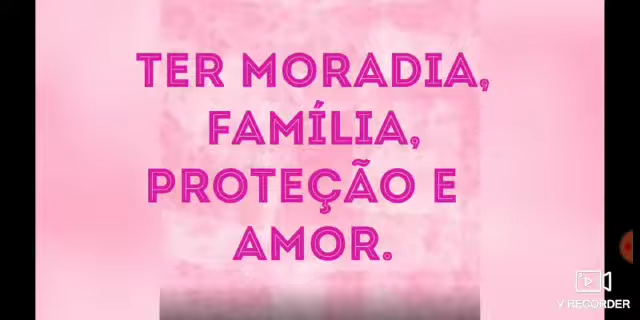 TER MORADIA,
FAMÍLIA,
PROTEÇÃO E
AMOR.
V RECORDER